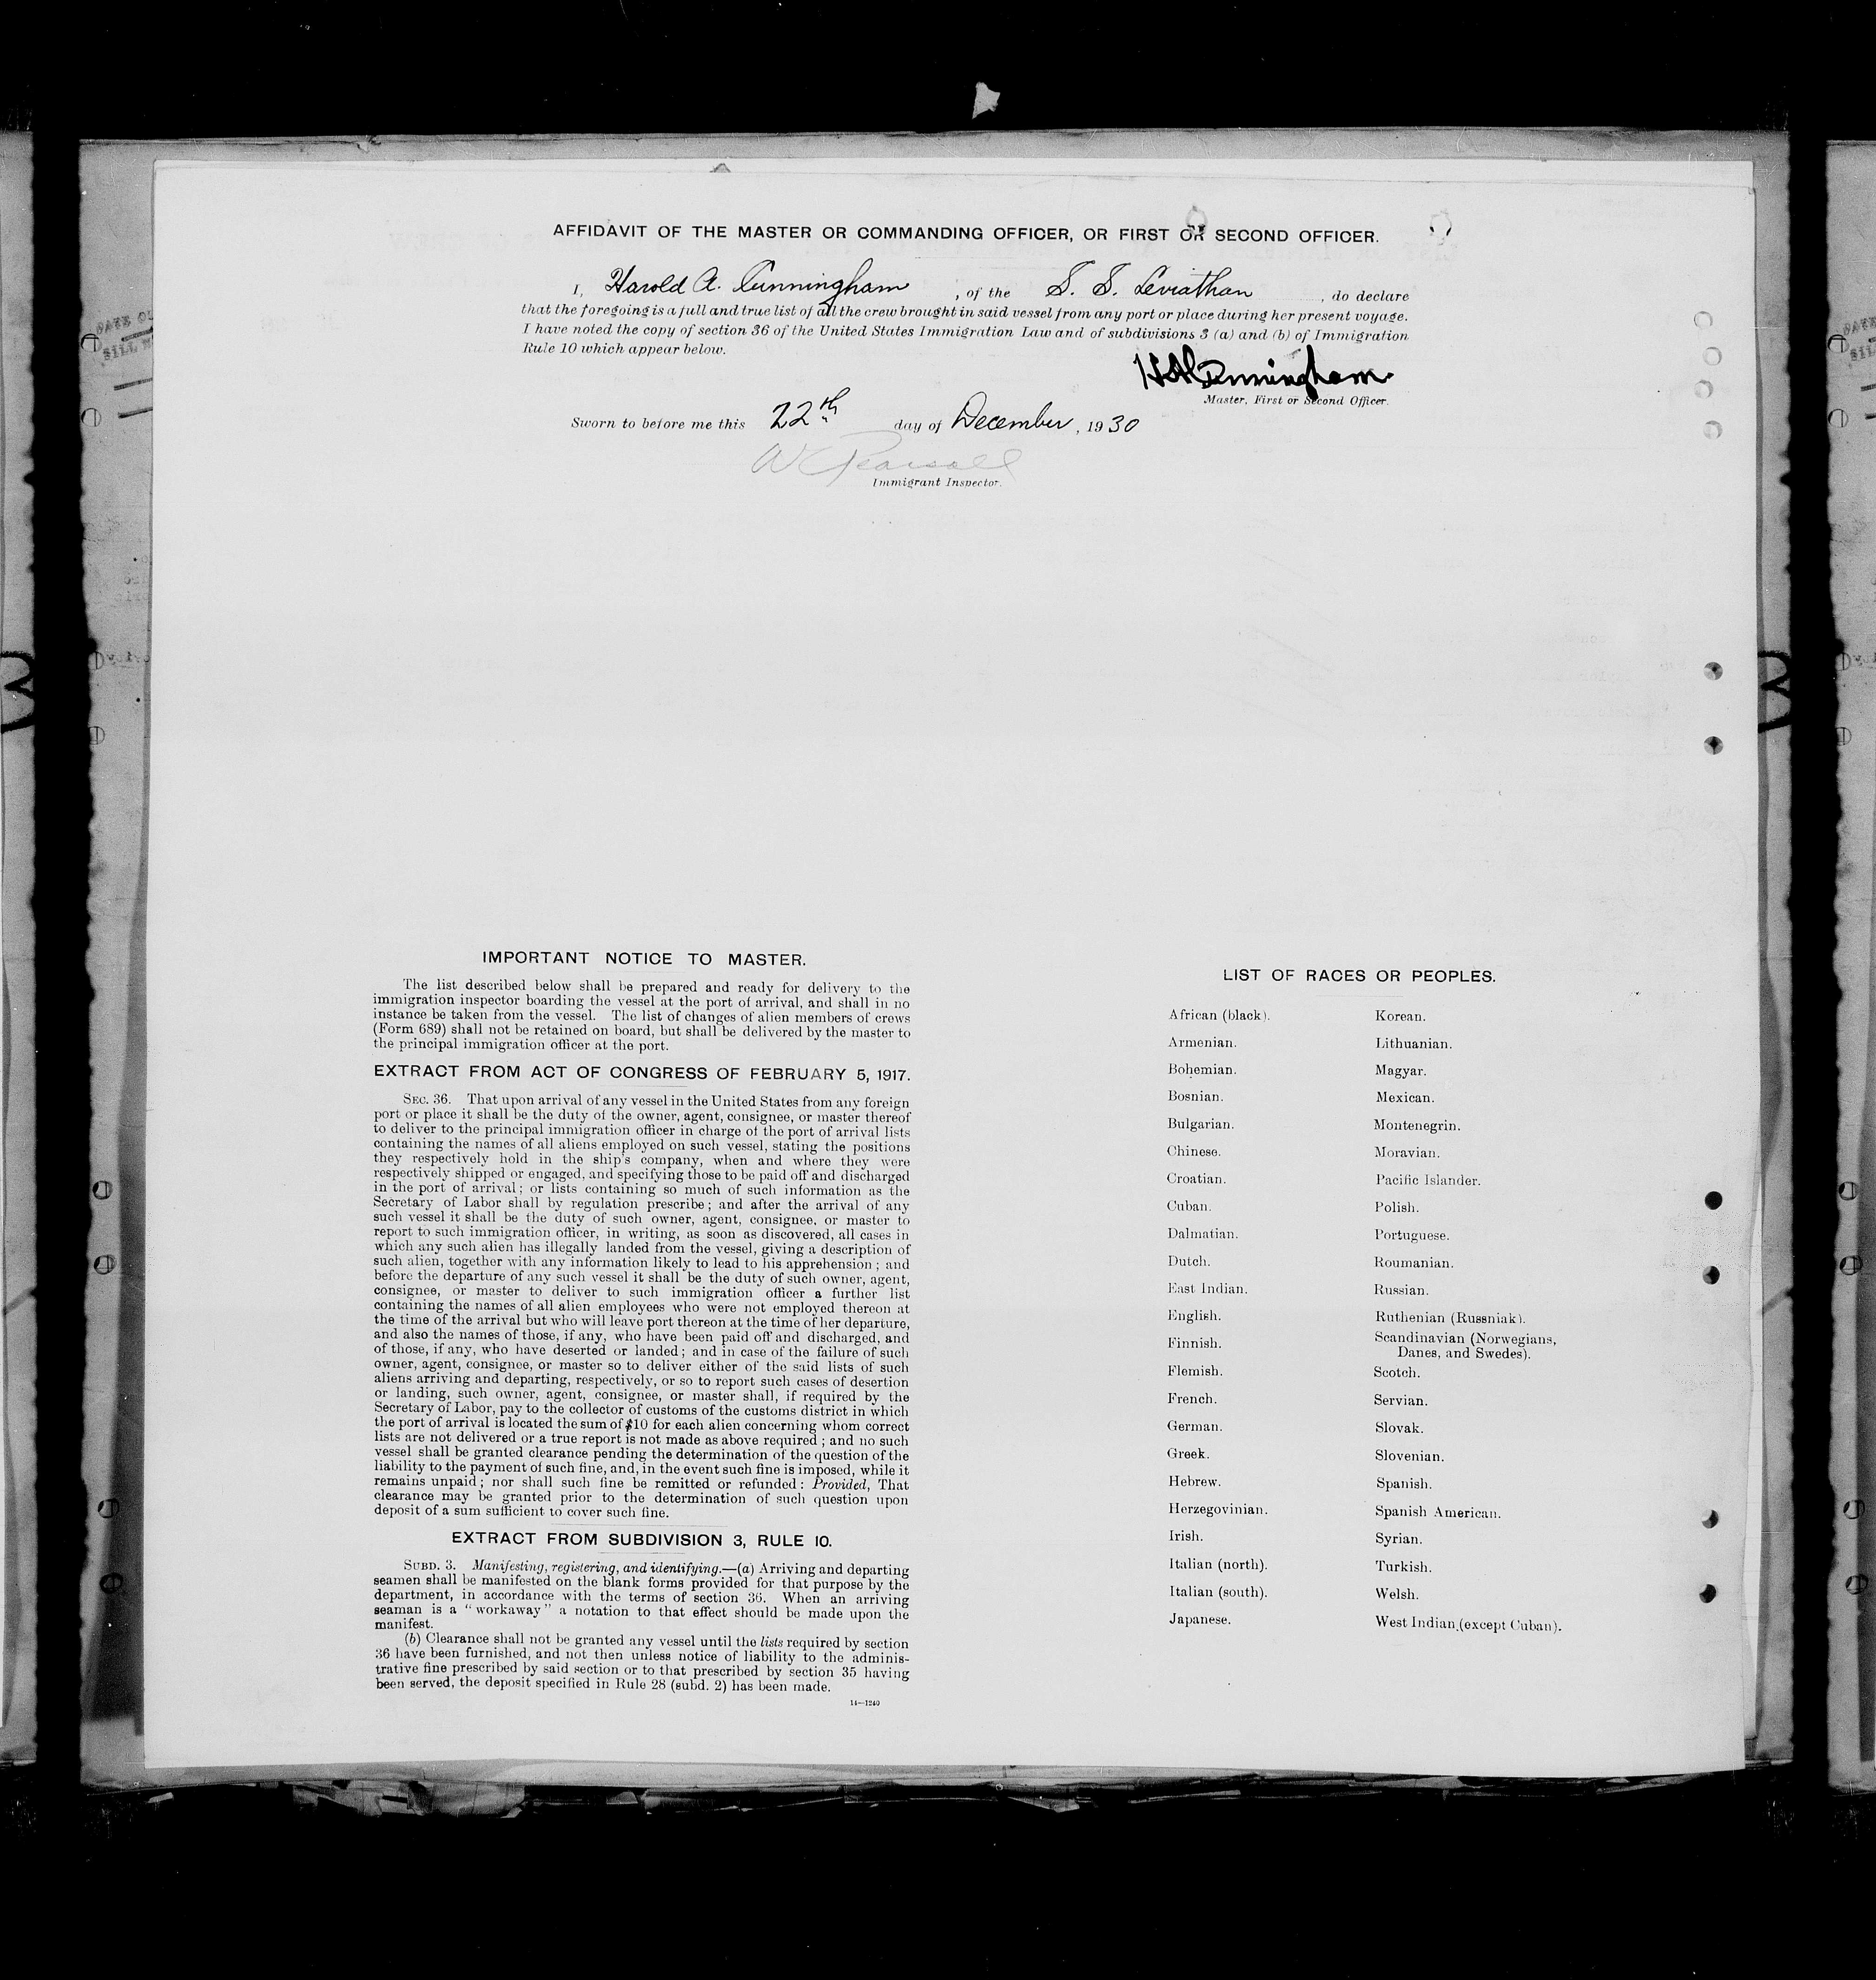 AFFIDAVIT OF THE MASTER OR COMMANDING OFFICER, OR FIRST OR SECOND OFFICER.
I, Harold A. Cunningham, of the S. S. Leviathan, do declare
that the foregoing is a full and true list of all the crew brought in said vessel from any port or place during her present voyage.
I have noted the copy of section 36 of the United States Immigration Law and of subdivisions 3 (a) and (b) of Immigration
Rule 10 which appear below.
HACunningham
Master, First or Second Officer.
Sworn to before me this 22th day of December, 1930
W Pearsall
Immigrant Inspector.
IMPORTANT NOTICE TO MASTER.
The list described below shall be prepared and ready for delivery to the
immigration inspector boarding the vessel at the port of arrival, and shall in no
instance be taken from the vessel. The list of changes of alien members of crews
(Form 689) shall not be retained on board, but shall be delivered by the master to
the principal immigration officer at the port.
EXTRACT FROM ACT OF CONGRESS OF FEBRUARY 5, 1917.
SEC. 36. That upon arrival of any vessel in the United States from any foreign
port or place it shall be the duty of the owner, agent, consignee, or master thereof
to deliver to the principal immigration officer in charge of the port of arrival lists
containing the names of all aliens employed on such vessel, stating the positions
they respectively hold in the ship's company, when and where they were
respectively shipped or engaged, and specifying those to be paid off and discharged
in the port of arrival; or lists containing so much of such information as the
Secretary of Labor shall by regulation prescribe; and after the arrival of any
such vessel it shall be the duty of such owner, agent, consignee, or master to
report to such immigration officer, in writing, as soon as discovered, all cases in
which any such alien has illegally landed from the vessel, giving a description of
such alien, together with any information likely to lead to his apprehension; and
before the departure of any such vessel it shall be the duty of such owner, agent,
consignee, or master to deliver to such immigration officer a further list
containing the names of all alien employees who were not employed thereon at
the time of the arrival but who will leave port thereon at the time of her departure,
and also the names of those, if any, who have been paid off and discharged, and
of those, if any, who have deserted or landed; and in case of the failure of such
owner, agent, consignee, or master so to deliver either of the said lists of such
aliens arriving and departing, respectively, or so to report such cases of desertion
or landing, such owner, agent, consignee, or master shall, if required by the
Secretary of Labor, pay to the collector of customs of the customs district in which
the port of arrival is located the sum of $10 for each alien concerning whom correct
lists are not delivered or a true report is not made as above required; and no such
vessel shall be granted clearance pending the determination of the question of the
liability to the payment of such fine, and, in the event such fine is imposed, while it
remains unpaid; nor shall such fine be remitted or refunded: Provided, That
clearance may be granted prior to the determination of such question upon
deposit of a sum sufficient to cover such fine.
EXTRACT FROM SUBDIVISION 3, RULE 10.
SUBD. 3. Manifesting, registering, and identifying.—(a) Arriving and departing
seamen shall be manifested on the blank forms provided for that purpose by the
department, in accordance with the terms of section 36. When an arriving
seaman is a "workaway" a notation to that effect should be made upon the
manifest.
(b) Clearance shall not be granted any vessel until the lists required by section
36 have been furnished, and not then unless notice of liability to the adminis-
trative fine prescribed by said section or to that prescribed by section 35 having
been served, the deposit specified in Rule 28 (subd. 2) has been made.
14—1240
LIST OF RACES OR PEOPLES.
African (black).
Armenian.
Bohemian.
Bosnian.
Bulgarian.
Chinese.
Croatian.
Cuban.
Dalmatian.
Dutch.
East Indian.
English.
Finnish.
Flemish.
French.
German.
Greek.
Hebrew.
Herzegovinian.
Irish.
Italian (north).
Italian (south).
Japanese.
Korean.
Lithuanian.
Magyar.
Mexican.
Montenegrin.
Moravian.
Pacific Islander.
Polish.
Portuguese.
Roumanian.
Russian.
Ruthenian (Russniak).
Scandinavian (Norwegians,
Danes, and Swedes).
Scotch.
Servian.
Slovak.
Slovenian.
Spanish.
Spanish American.
Syrian.
Turkish.
Welsh.
West Indian (except Cuban).